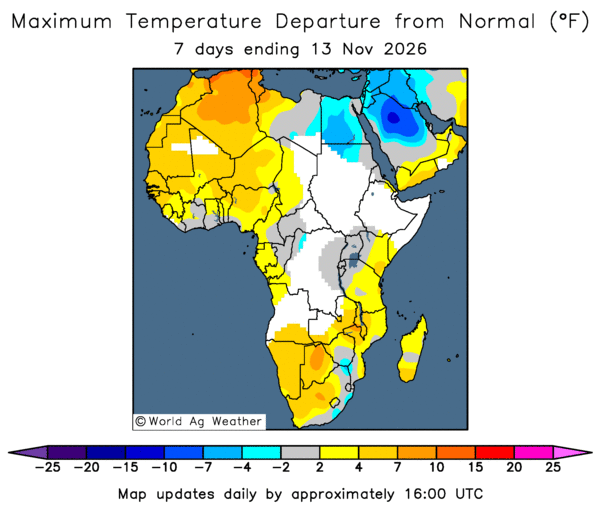 Maximum Temperature Departure from Normal (°F)
7 days ending 13 Nov 2026
© World Ag Weather
-25 -20 -15 -10 -7 -4 -2 2 4 7 10 15 20 25
Map updates daily by approximately 16:00 UTC